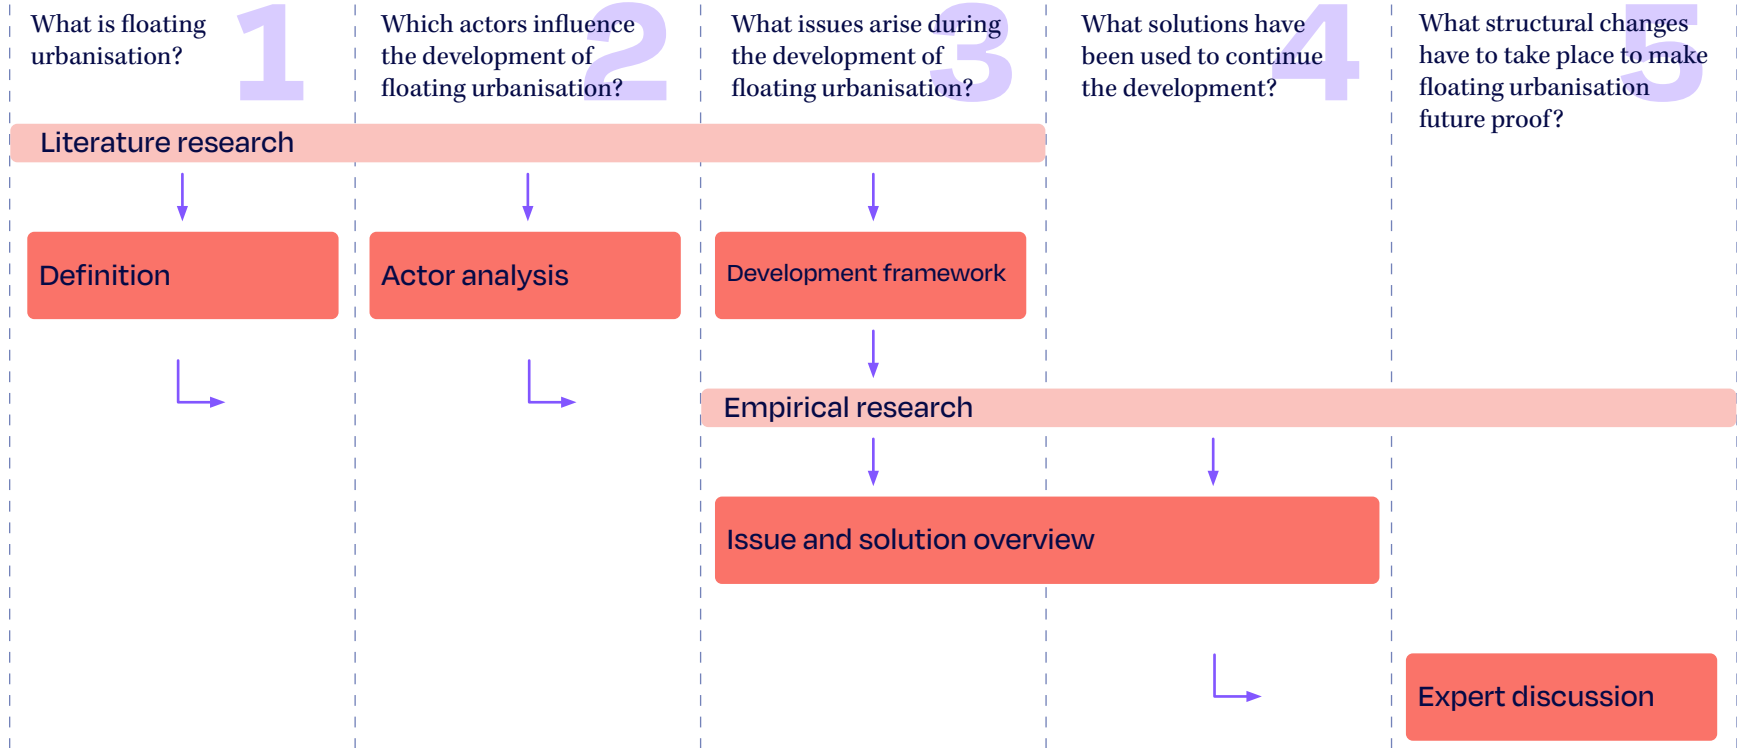 What is floating
urbanisation?
1
Which actors influence
the development of
floating urbanisation?
2
What issues arise during
the development of
floating urbanisation?
3
What solutions have
been used to continue
the development?
4
What structural changes
have to take place to make
floating urbanisation
future proof?
5
Literature research
Definition
Actor analysis
Development framework
Empirical research
Issue and solution overview
Expert discussion